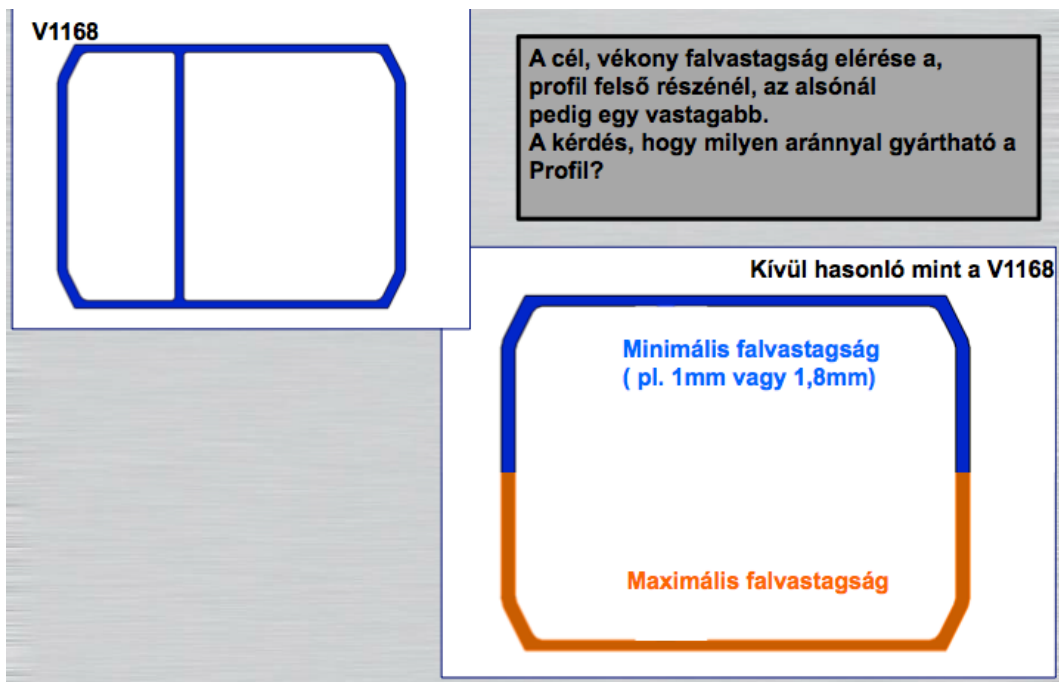 V1168
A cél, vékony falvastagság elérése a,
profil felső részénél, az alsónál
pedig egy vastagabb.
A kérdés, hogy milyen aránnyal gyártható a
Profil?
Kívül hasonló mint a V1168
Minimális falvastagság
( pl. 1mm vagy 1,8mm)
Maximális falvastagság